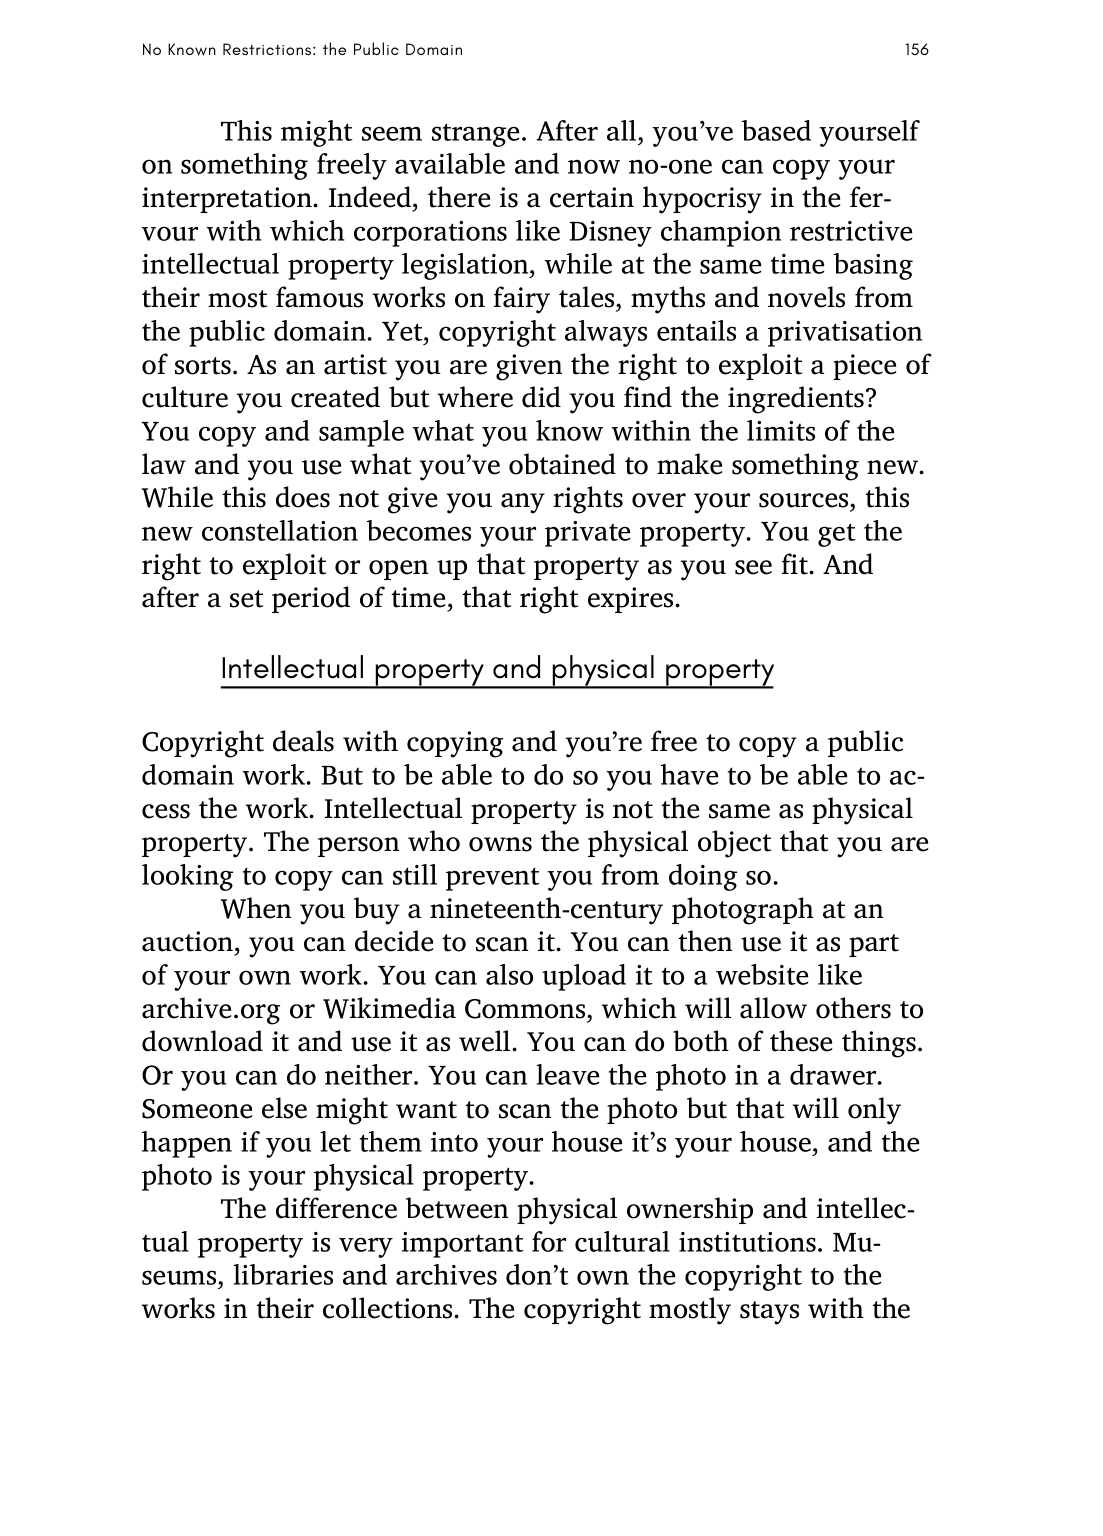 No Known Restrictions: the Public Domain 156
This might seem strange. After all, you’ve based yourself
on something freely available and now no-one can copy your
interpretation. Indeed, there is a certain hypocrisy in the fer-
vour with which corporations like Disney champion restrictive
intellectual property legislation, while at the same time basing
their most famous works on fairy tales, myths and novels from
the public domain. Yet, copyright always entails a privatisation
of sorts. As an artist you are given the right to exploit a piece of
culture you created but where did you find the ingredients?
You copy and sample what you know within the limits of the
law and you use what you’ve obtained to make something new.
While this does not give you any rights over your sources, this
new constellation becomes your private property. You get the
right to exploit or open up that property as you see fit. And
after a set period of time, that right expires.
Intellectual property and physical property
Copyright deals with copying and you’re free to copy a public
domain work. But to be able to do so you have to be able to ac-
cess the work. Intellectual property is not the same as physical
property. The person who owns the physical object that you are
looking to copy can still prevent you from doing so.
When you buy a nineteenth-century photograph at an
auction, you can decide to scan it. You can then use it as part
of your own work. You can also upload it to a website like
archive.org or Wikimedia Commons, which will allow others to
download it and use it as well. You can do both of these things.
Or you can do neither. You can leave the photo in a drawer.
Someone else might want to scan the photo but that will only
happen if you let them into your house it’s your house, and the
photo is your physical property.
The difference between physical ownership and intellec-
tual property is very important for cultural institutions. Mu-
seums, libraries and archives don’t own the copyright to the
works in their collections. The copyright mostly stays with the